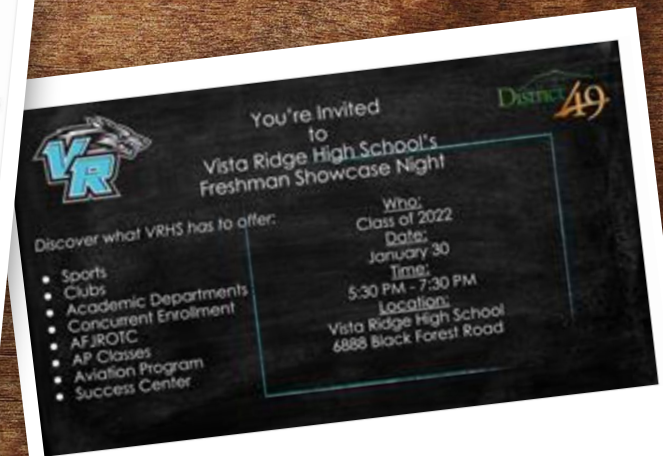 VR
District 49
You're Invited
to
Vista Ridge High School's
Freshman Showcase Night
Discover what VRHS has to offer:
• Sports
• Clubs
• Academic Departments
• Concurrent Enrollment
• AFJROTC
• AP Classes
• Aviation Program
• Success Center
Who:
Class of 2022
Date:
January 30
Time:
5:30 PM - 7:30 PM
Location:
Vista Ridge High School
6888 Black Forest Road